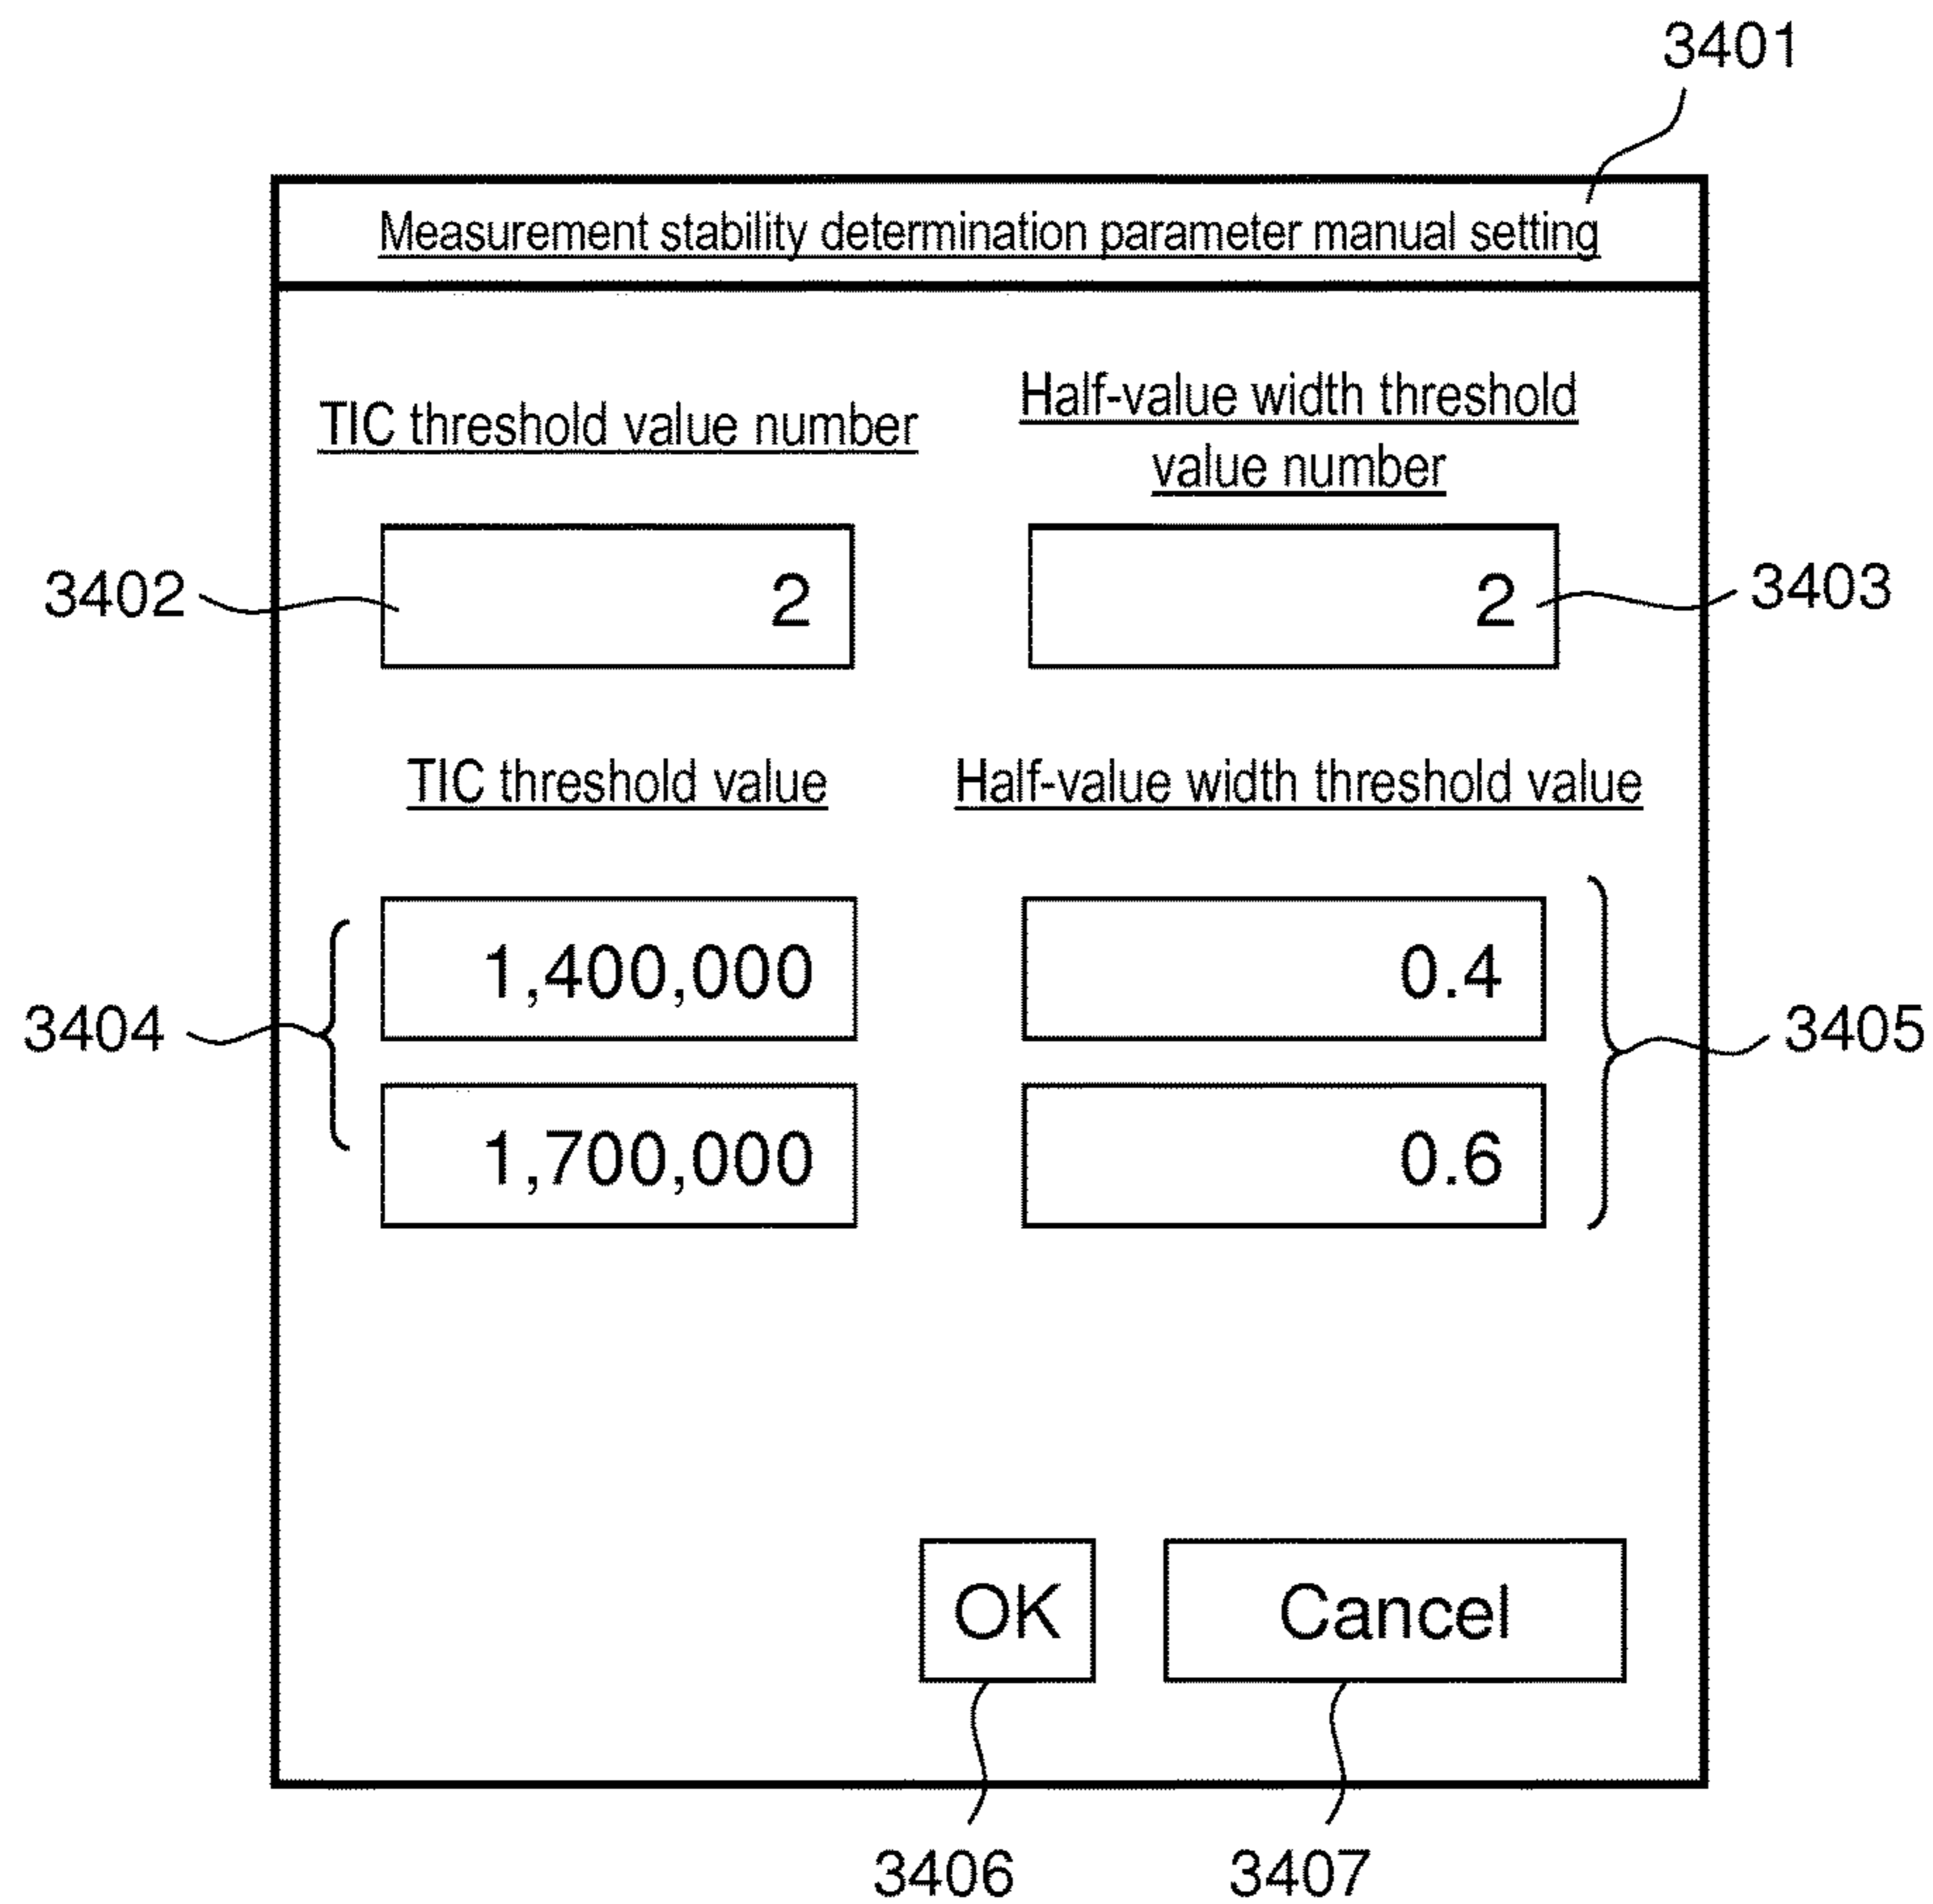 3401
Measurement stability determination parameter manual setting
TIC threshold value number
Half-value width threshold
value number
3402
2
2
3403
TIC threshold value
Half-value width threshold value
3404
1,400,000
0.4
3405
1,700,000
0.6
OK
Cancel
3406
3407